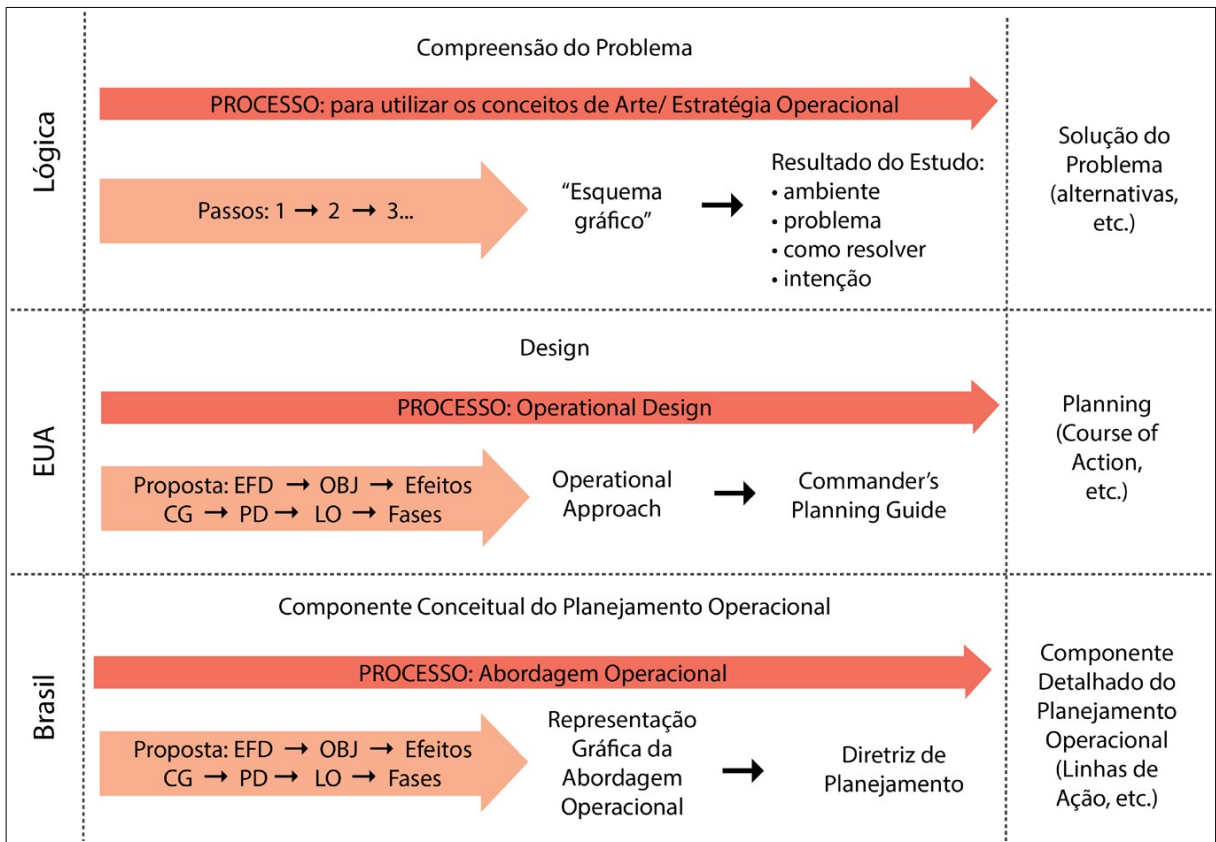 Lógica
Compreensão do Problema
PROCESSO: para utilizar os conceitos de Arte/ Estratégia Operacional
Passos: 1 → 2 → 3...
“Esquema
gráfico”
→
Resultado do Estudo:
• ambiente
• problema
• como resolver
• intenção
Solução do
Problema
(alternativas,
etc.)
EUA
Design
PROCESSO: Operational Design
Proposta: EFD → OBJ → Efeitos
CG → PD → LO → Fases
Operational
Approach
→
Commander’s
Planning Guide
Planning
(Course of
Action,
etc.)
Brasil
Componente Conceitual do Planejamento Operacional
PROCESSO: Abordagem Operacional
Proposta: EFD → OBJ → Efeitos
CG → PD → LO → Fases
Representação
Gráfica da
Abordagem
Operacional
→
Diretriz de
Planejamento
Componente
Detalhado do
Planejamento
Operacional
(Linhas de
Ação, etc.)